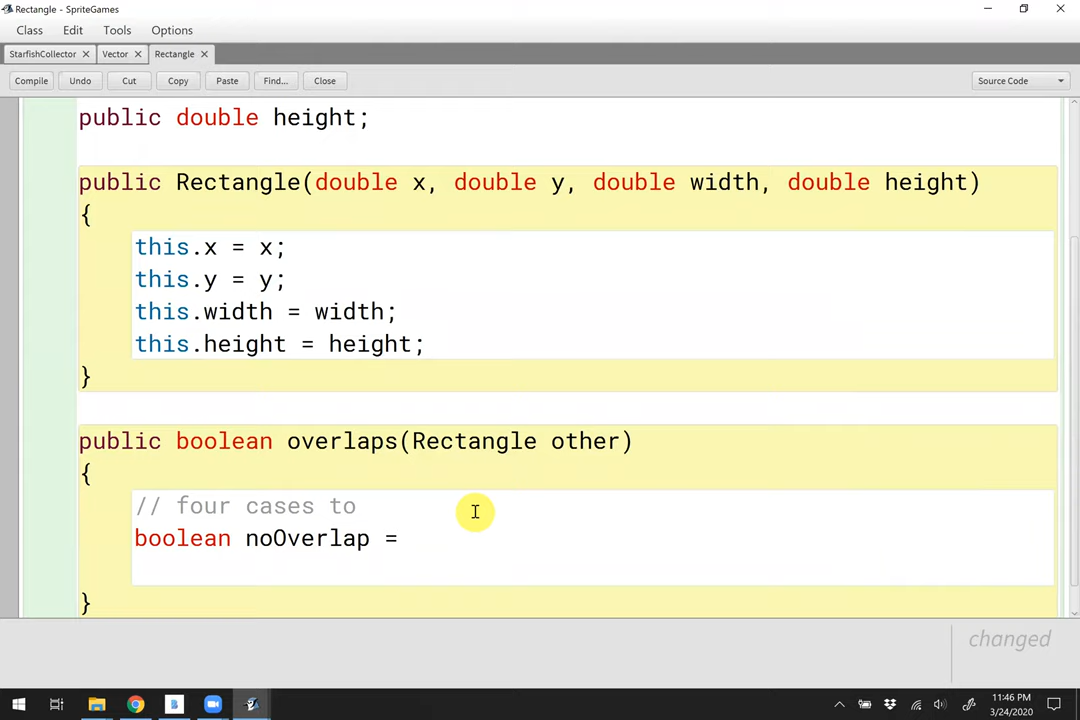 Rectangle - SpriteGames
Class Edit Tools Options
StarfishCollector Vector Rectangle
Compile Undo Cut Copy Paste Find... Close Source Code
public double height;
public Rectangle(double x, double y, double width, double height)
{
this.x = x;
this.y = y;
this.width = width;
this.height = height;
}
public boolean overlaps(Rectangle other)
{
// four cases to
boolean noOverlap =
}
changed
11:46 PM
3/24/2020